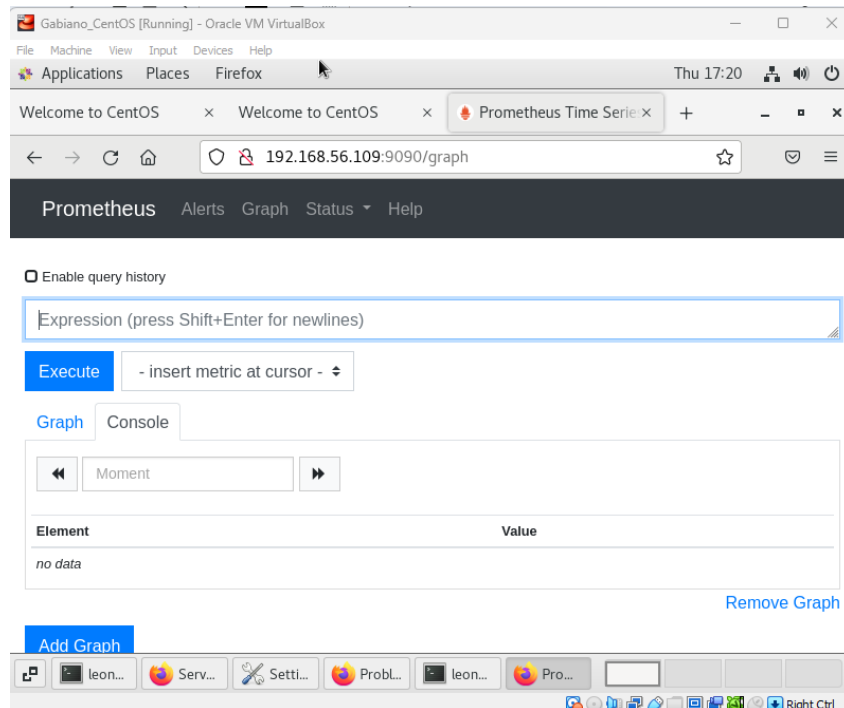 Gabiano_CentOS [Running] - Oracle VM VirtualBox
File Machine View Input Devices Help
Applications Places Firefox Thu 17:20
Welcome to CentOS × Welcome to CentOS × Prometheus Time Serie × +
192.168.56.109:9090/graph
Prometheus Alerts Graph Status Help
Enable query history
Expression (press Shift+Enter for newlines)
Execute - insert metric at cursor -
Graph Console
Moment
Element Value
no data
Remove Graph
Add Graph
leon... Serv... Setti... Probl... leon... Pro...
Right Ctrl